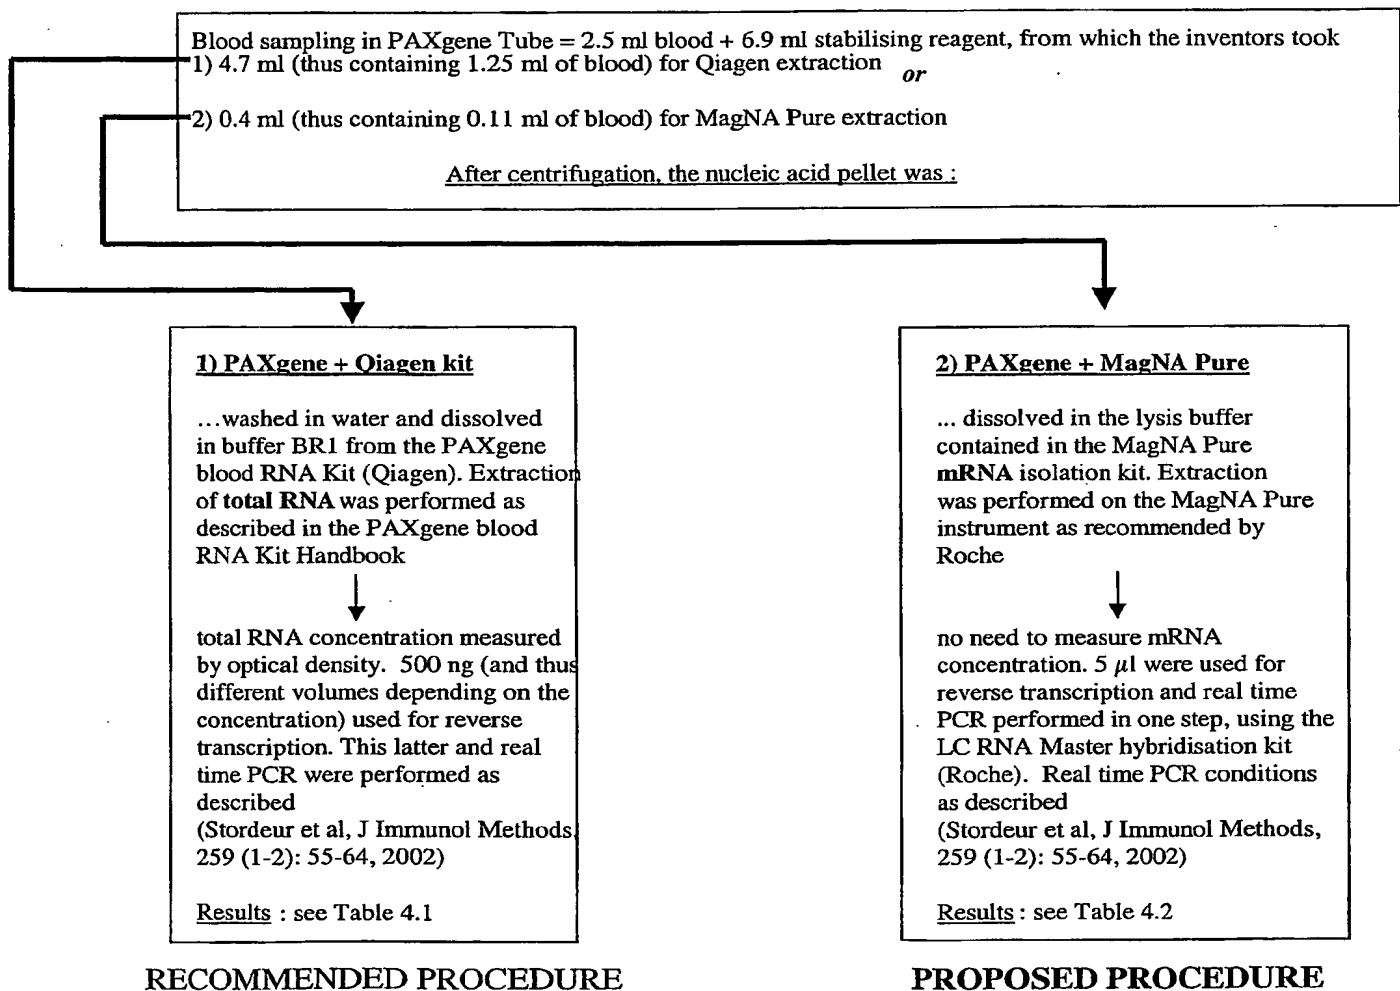 Blood sampling in PAXgene Tube = 2.5 ml blood + 6.9 ml stabilising reagent, from which the inventors took
1) 4.7 ml (thus containing 1.25 ml of blood) for Qiagen extraction or
2) 0.4 ml (thus containing 0.11 ml of blood) for MagNA Pure extraction
After centrifugation, the nucleic acid pellet was :
1) PAXgene + Qiagen kit
...washed in water and dissolved
in buffer BR1 from the PAXgene
blood RNA Kit (Qiagen). Extraction
of total RNA was performed as
described in the PAXgene blood
RNA Kit Handbook
total RNA concentration measured
by optical density. 500 ng (and thus
different volumes depending on the
concentration) used for reverse
transcription. This latter and real
time PCR were performed as
described
(Stordeur et al, J Immunol Methods,
259 (1-2): 55-64, 2002)
Results : see Table 4.1
RECOMMENDED PROCEDURE
2) PAXgene + MagNA Pure
... dissolved in the lysis buffer
contained in the MagNA Pure
mRNA isolation kit. Extraction
was performed on the MagNA Pure
instrument as recommended by
Roche
no need to measure mRNA
concentration. 5 µl were used for
reverse transcription and real time
PCR performed in one step, using the
LC RNA Master hybridisation kit
(Roche). Real time PCR conditions
as described
(Stordeur et al, J Immunol Methods,
259 (1-2): 55-64, 2002)
Results : see Table 4.2
PROPOSED PROCEDURE